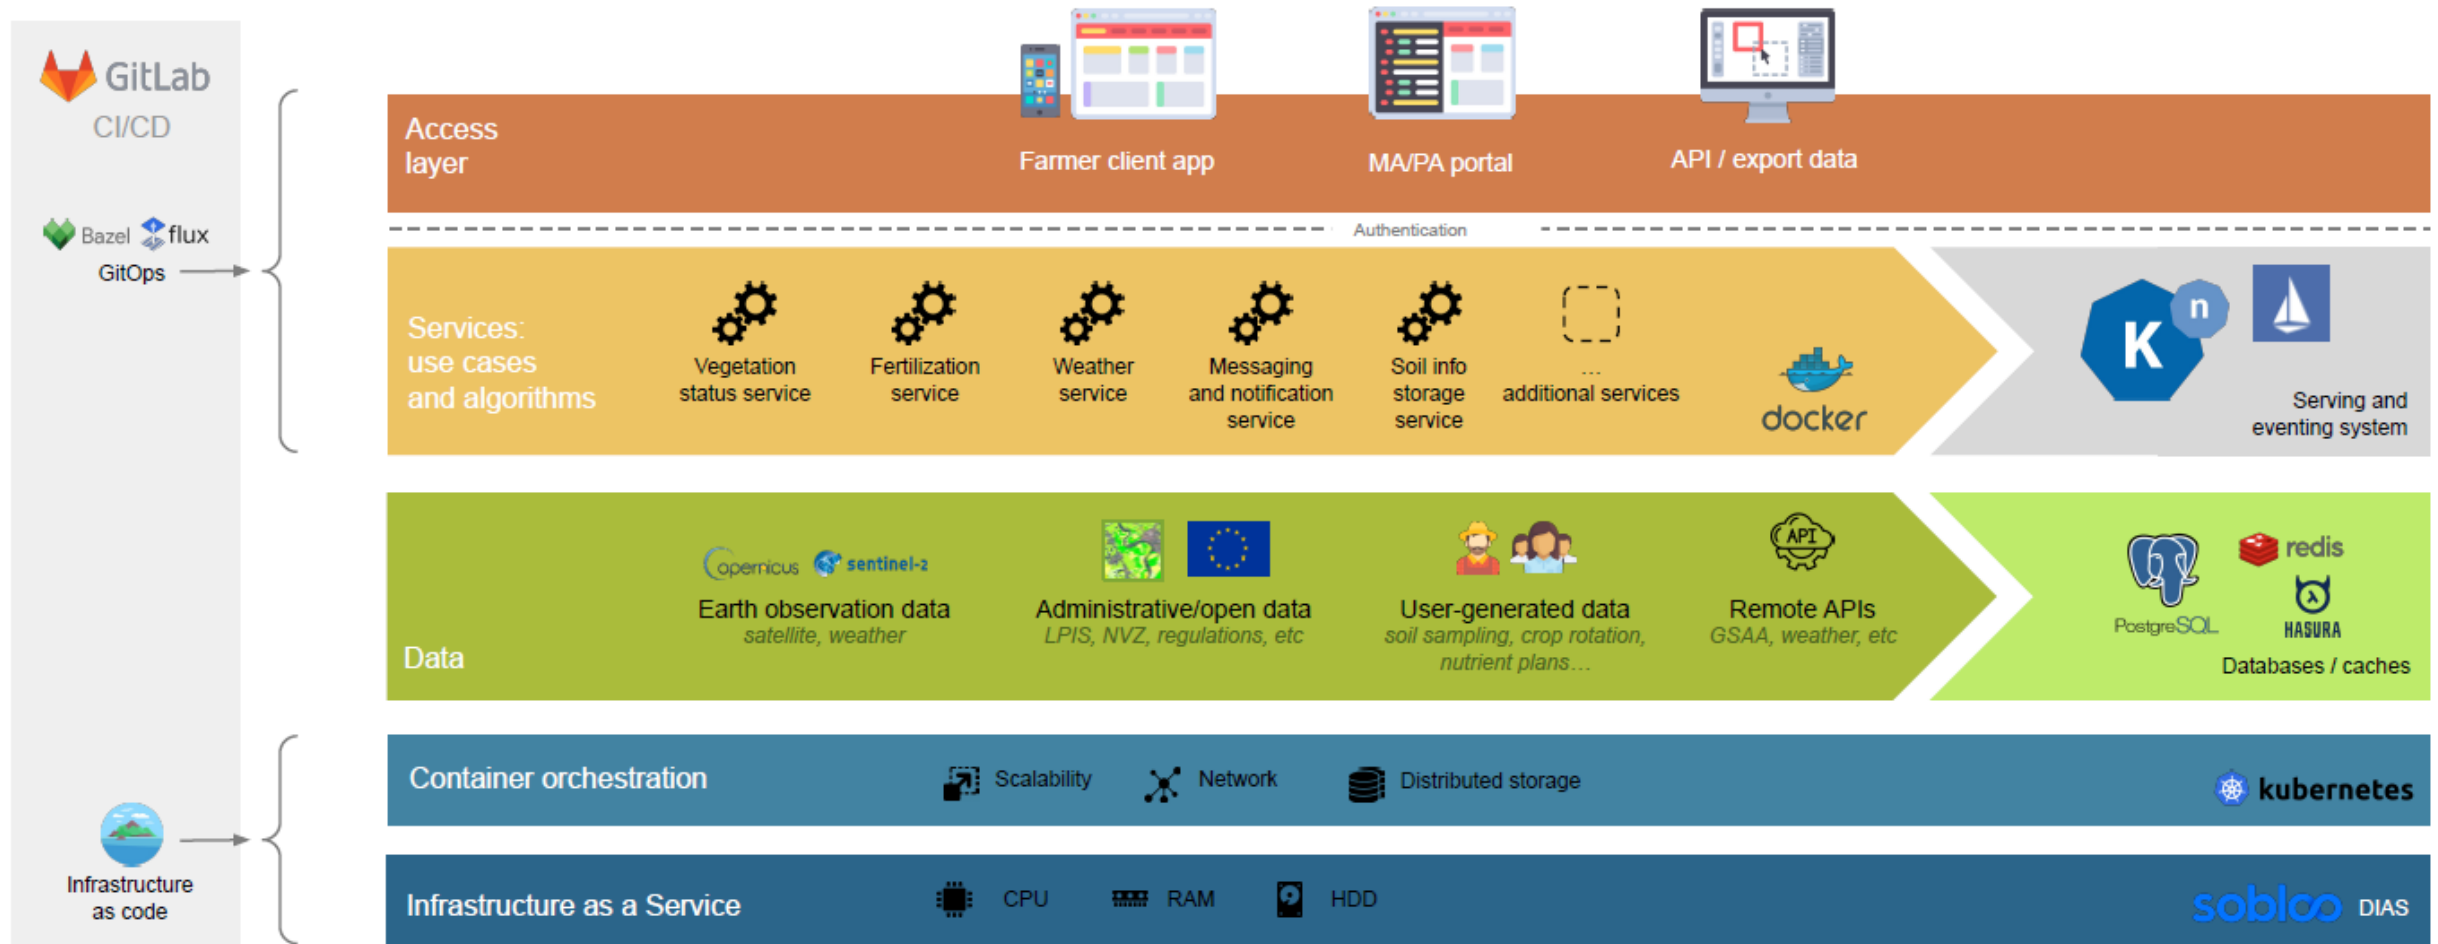 GitLab
CI/CD
Bazel flux
GitOps
Infrastructure
as code
Access
layer
Farmer client app
MA/PA portal
API / export data
Authentication
Services:
use cases
and algorithms
Vegetation
status service
Fertilization
service
Weather
service
Messaging
and notification
service
Soil info
storage
service
...
additional services
docker
K
n
Serving and
eventing system
Data
Copernicus
sentinel-2
Earth observation data
satellite, weather
Administrative/open data
LPIS, NVZ, regulations, etc
User-generated data
soil sampling, crop rotation,
nutrient plans...
API
Remote APIs
GSAA, weather, etc
PostgreSQL
redis
λ
HASURA
Databases / caches
Container orchestration
Scalability
Network
Distributed storage
kubernetes
Infrastructure as a Service
CPU
RAM
HDD
sobloo DIAS